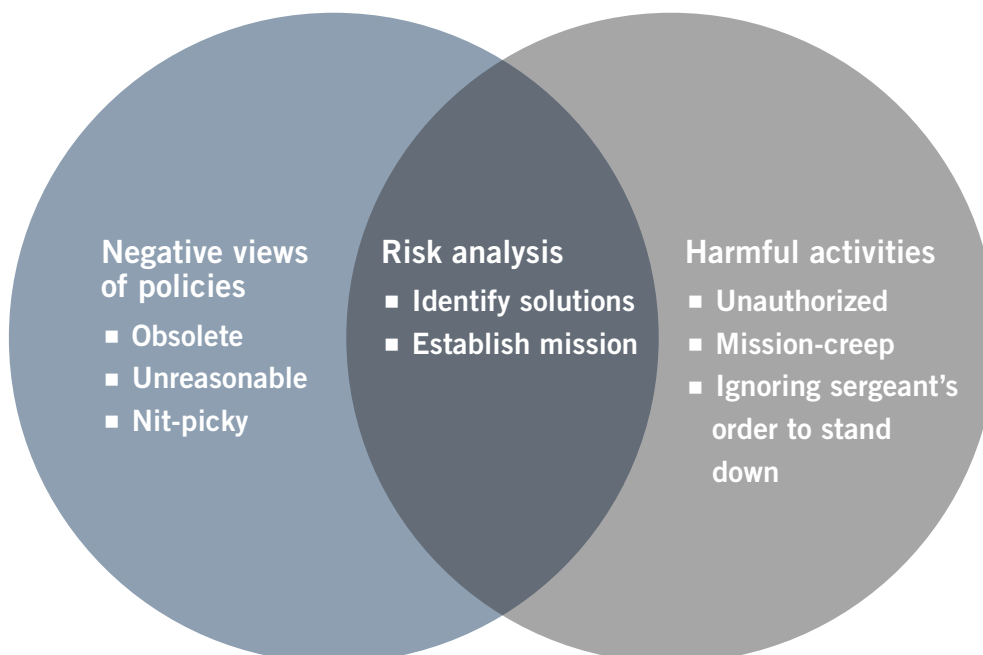 Negative views
of policies
■ Obsolete
■ Unreasonable
■ Nit-picky
Risk analysis
■ Identify solutions
■ Establish mission
Harmful activities
■ Unauthorized
■ Mission-creep
■ Ignoring sergeant’s
order to stand
down